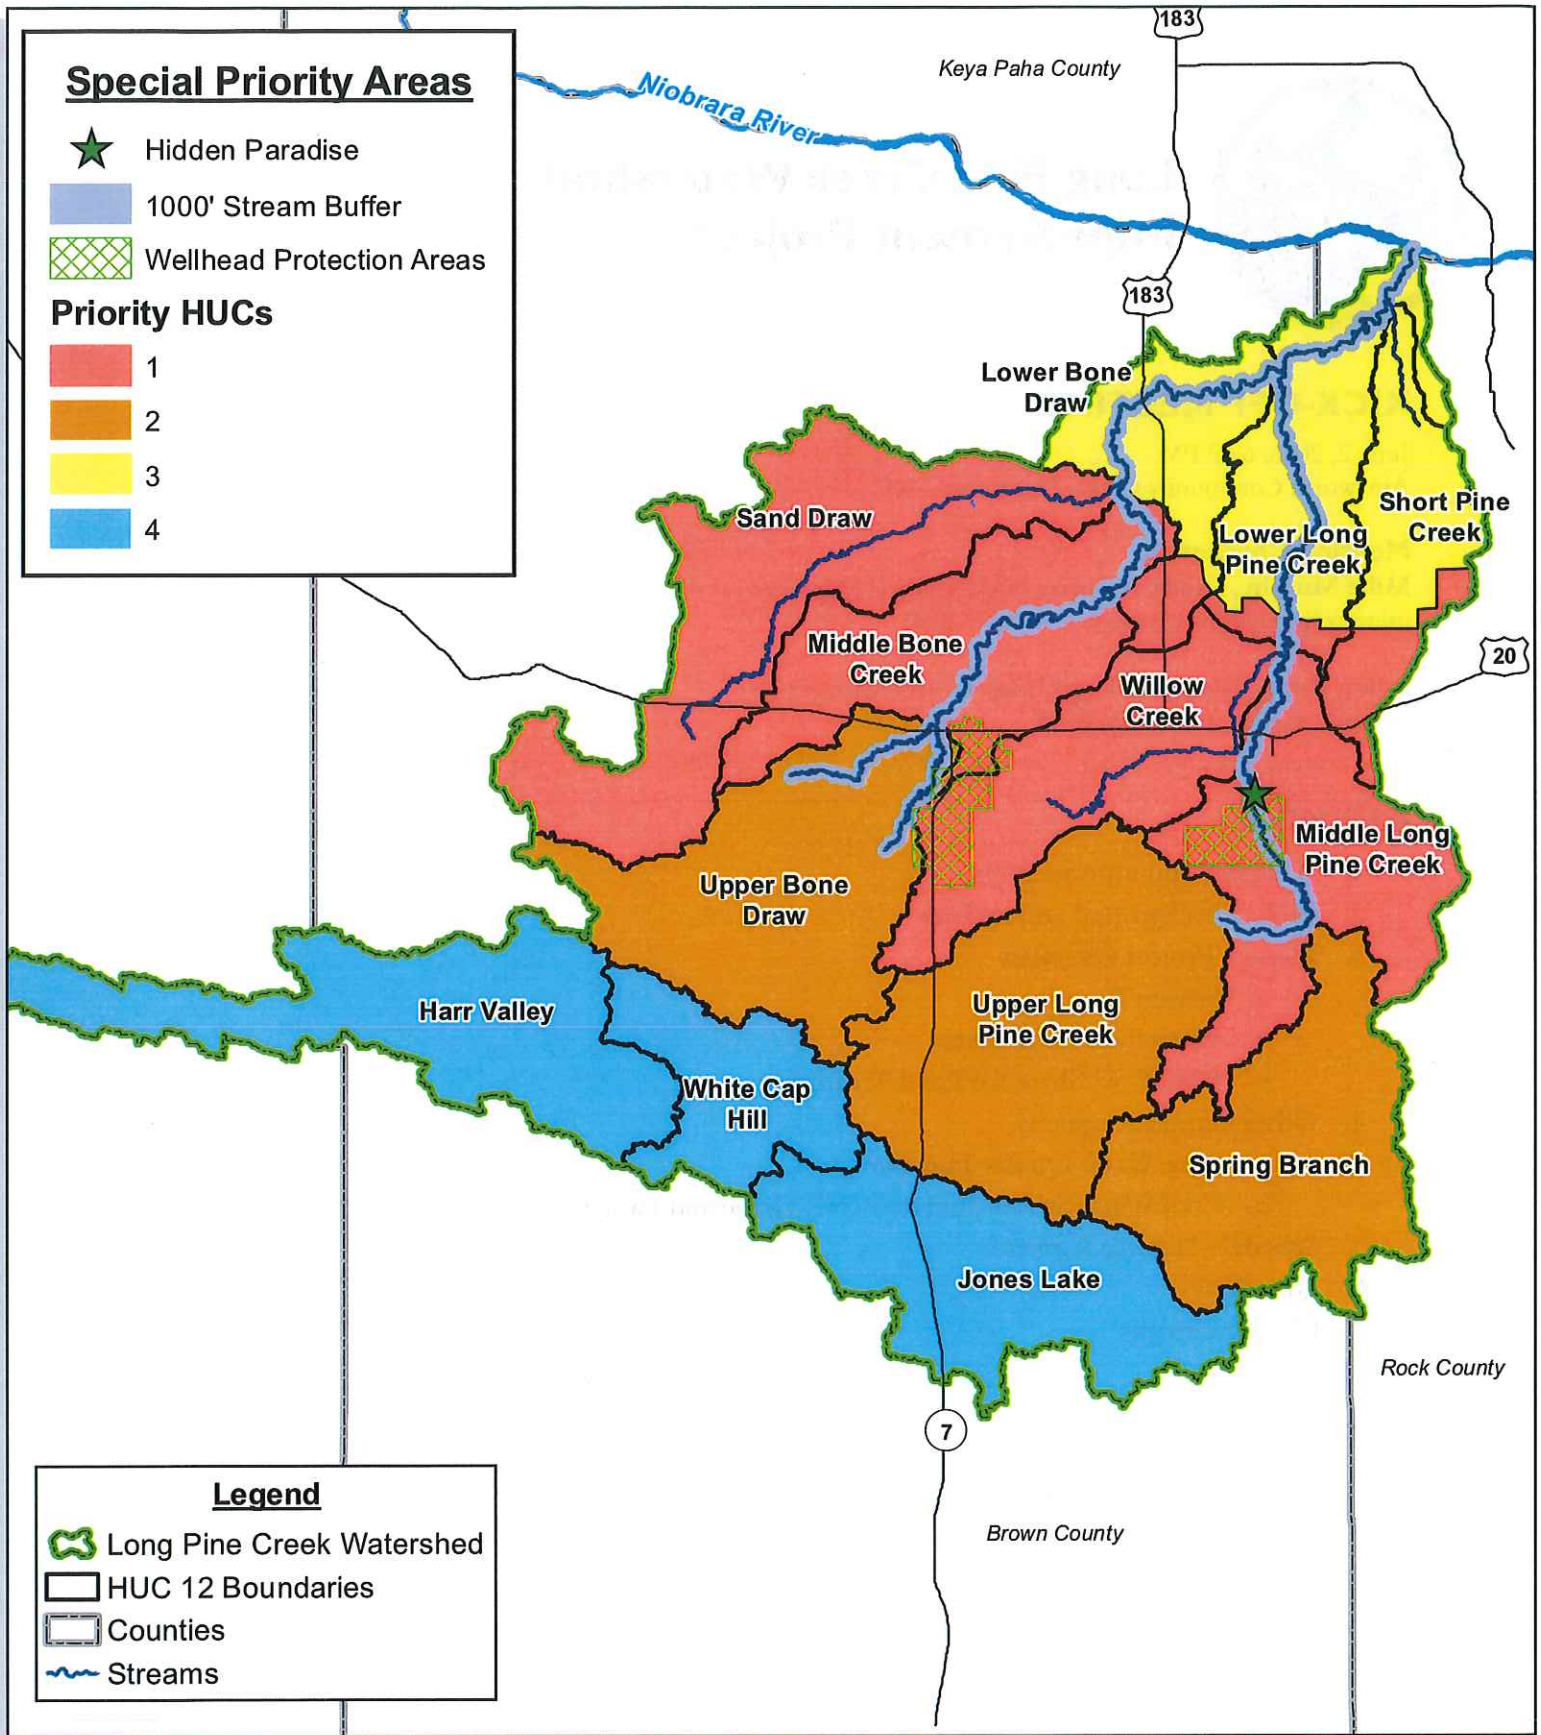 Special Priority Areas
Hidden Paradise
1000' Stream Buffer
Wellhead Protection Areas
Priority HUCs
1
2
3
4
183
Keya Paha County
Niobrara River
183
Lower Bone
Draw
Sand Draw
Short Pine
Creek
Lower Long
Pine Creek
20
Middle Bone
Creek
Willow
Creek
Middle Long
Pine Creek
Upper Bone
Draw
Harr Valley
Upper Long
Pine Creek
White Cap
Hill
Spring Branch
Jones Lake
Rock County
7
Brown County
Legend
Long Pine Creek Watershed
HUC 12 Boundaries
Counties
Streams